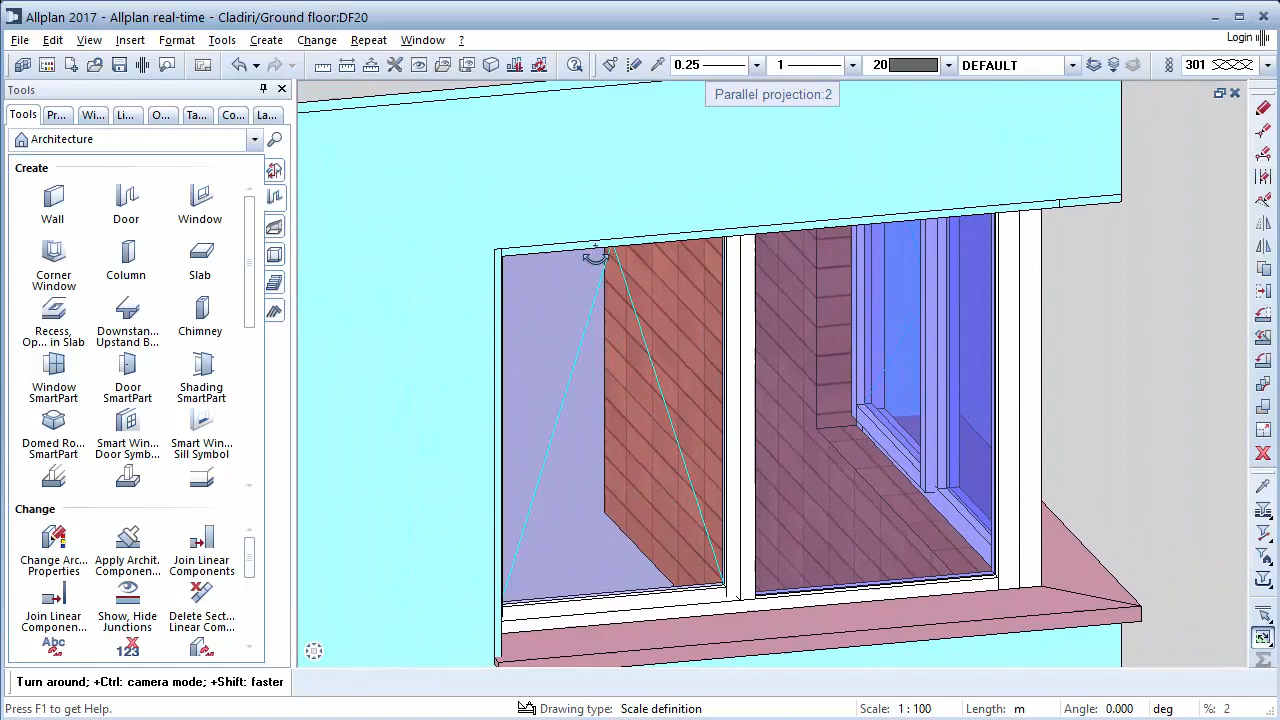 Allplan 2017 - Allplan real-time - Cladiri/Ground floor:DF20
File Edit View Insert Format Tools Create Change Repeat Window ?
Login
0.25 1 20 DEFAULT 301
Tools
Parallel projection:2
Tools Pr... Wi... Li... O... Ta... Co... La...
Architecture
Create
Wall Door Window
Corner Window Column Slab
Recess, Op... in Slab Downstan... Upstand B... Chimney
Window SmartPart Door SmartPart Shading SmartPart
Domed Ro... SmartPart Smart Win... Door Symb... Smart Win... Sill Symbol
Change
Change Arc... Properties Apply Archit... Componen... Join Linear Components
Join Linear Componen... Show, Hide Junctions Delete Sect... Linear Com...
Abc 123
Turn around; +Ctrl: camera mode; +Shift: faster
Press F1 to get Help. Drawing type: Scale definition Scale: 1 : 100 Length: m Angle: 0.000 deg %: 2